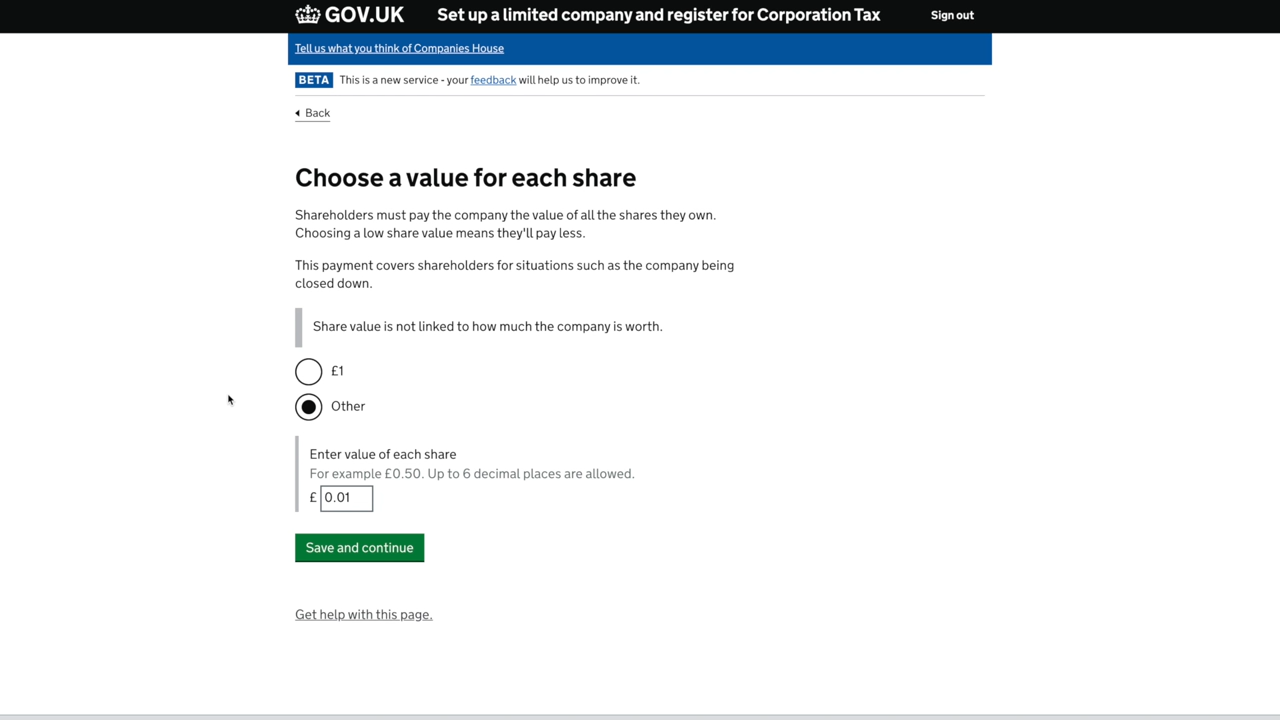 GOV.UK Set up a limited company and register for Corporation Tax Sign out
Tell us what you think of Companies House
BETA This is a new service - your feedback will help us to improve it.
Back
Choose a value for each share
Shareholders must pay the company the value of all the shares they own.
Choosing a low share value means they'll pay less.
This payment covers shareholders for situations such as the company being
closed down.
Share value is not linked to how much the company is worth.
£1
Other
Enter value of each share
For example £0.50. Up to 6 decimal places are allowed.
£ 0.01
Save and continue
Get help with this page.